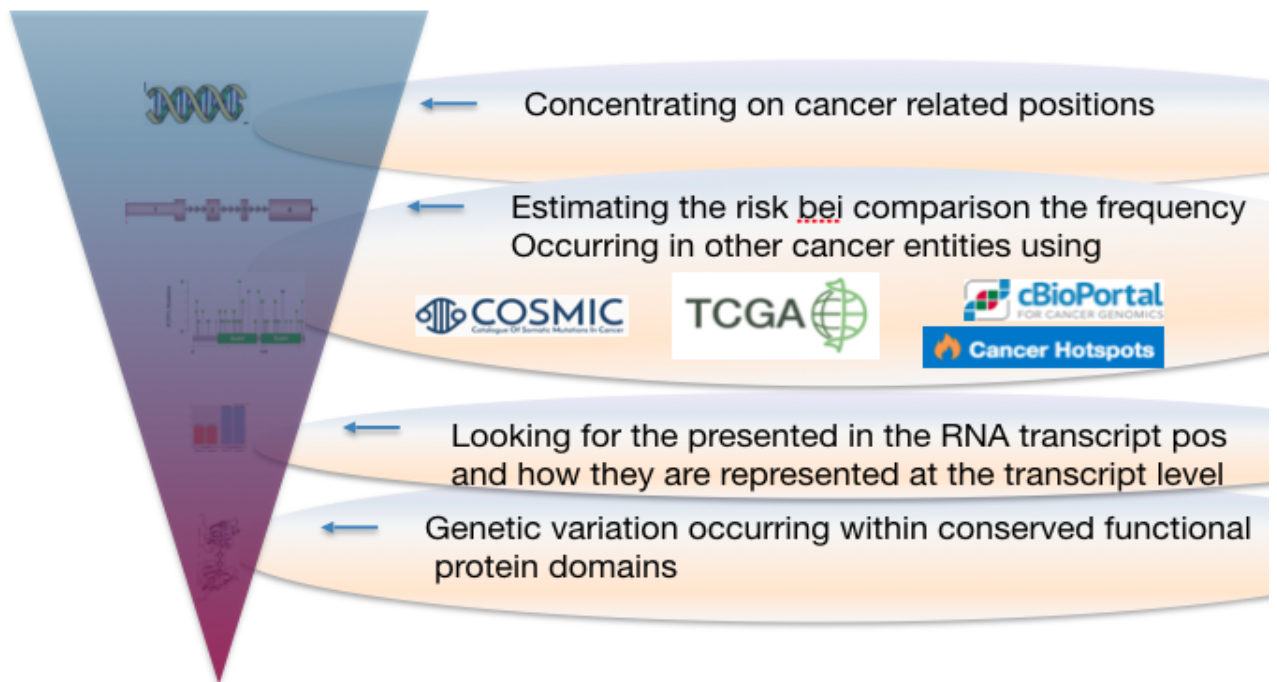 Concentrating on cancer related positions
Estimating the risk bei comparison the frequency
Occurring in other cancer entities using
COSMIC
Catalogue Of Somatic Mutations In Cancer
TCGA
cBioPortal
FOR CANCER GENOMICS
Cancer Hotspots
Looking for the presented in the RNA transcript pos
and how they are represented at the transcript level
Genetic variation occurring within conserved functional
protein domains